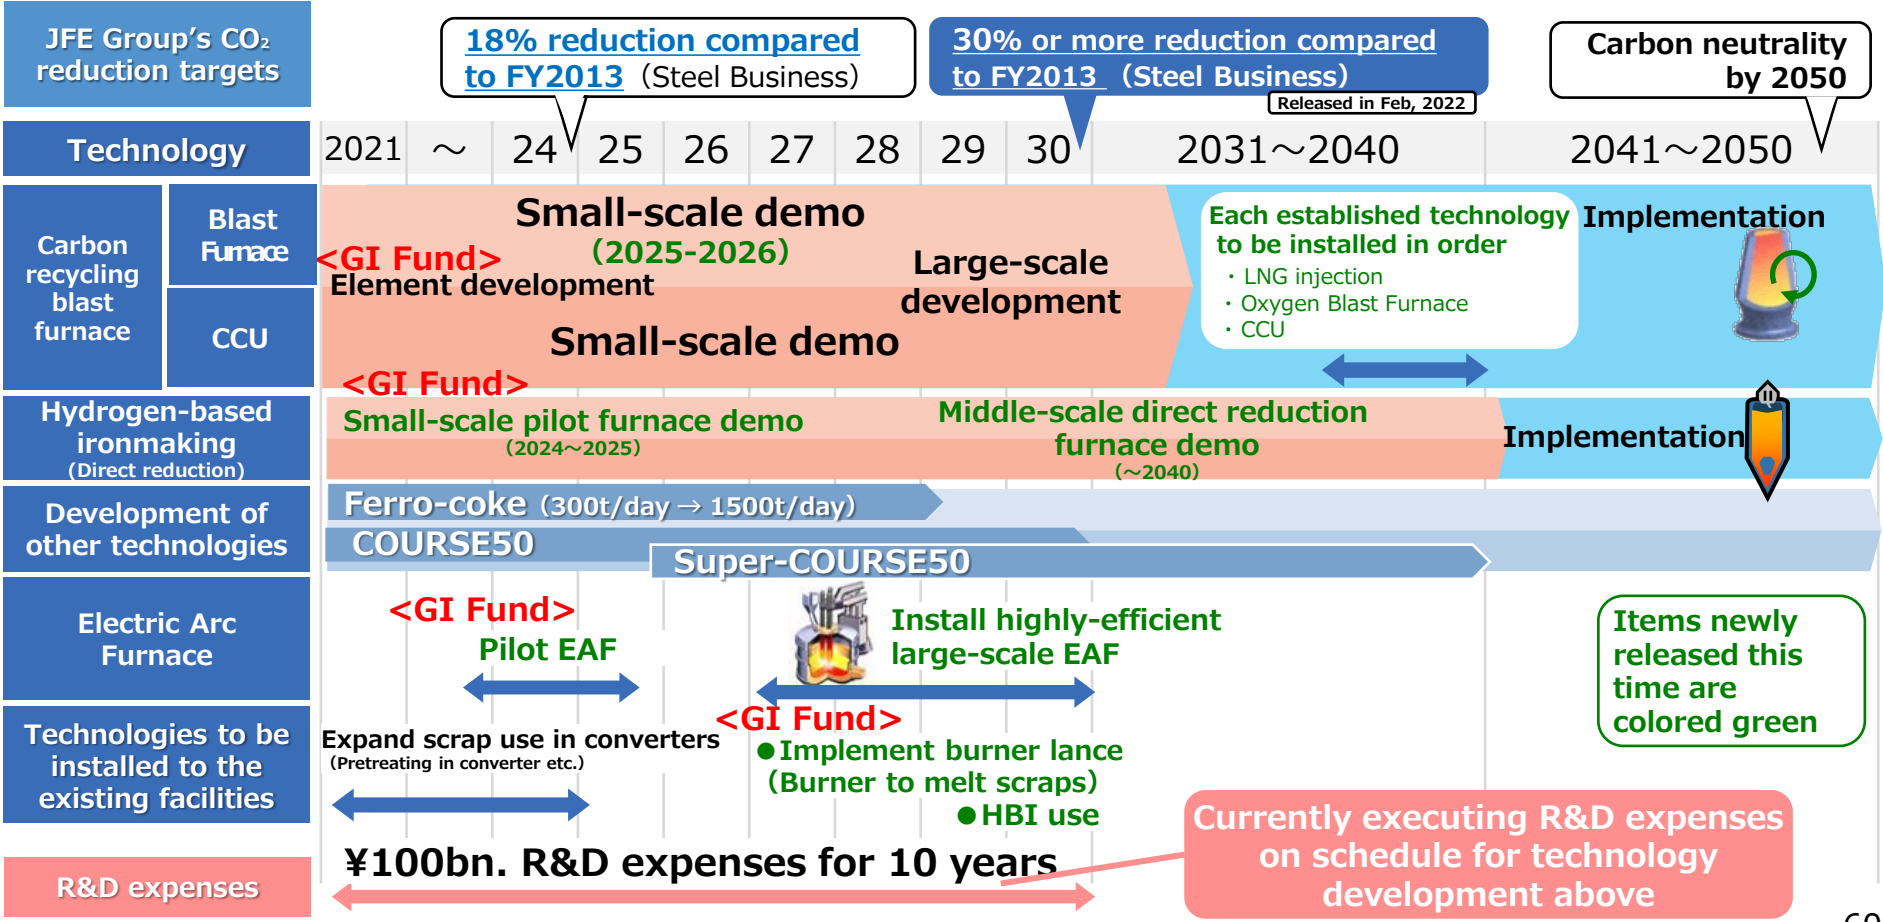 JFE Group's CO₂
reduction targets
18% reduction compared
to FY2013（Steel Business）
30% or more reduction compared
to FY2013 （Steel Business）
Released in Feb, 2022
Carbon neutrality
by 2050
Technology
2021 ～ 24 25 26 27 28 29 30 2031～2040 2041～2050
Carbon
recycling
blast
furnace
Blast
Furnace
CCU
Small-scale demo
（2025-2026）
<GI Fund>
Element development
Large-scale
development
Small-scale demo
<GI Fund>
Each established technology
to be installed in order
・LNG injection
・Oxygen Blast Furnace
・CCU
Implementation
Hydrogen-based
ironmaking
(Direct reduction)
Small-scale pilot furnace demo
（2024～2025）
Middle-scale direct reduction
furnace demo
（～2040）
Implementation
Development of
other technologies
Ferro-coke（300t/day → 1500t/day）
COURSE50
Super-COURSE50
Electric Arc
Furnace
<GI Fund>
Pilot EAF
Install highly-efficient
large-scale EAF
Items newly
released this
time are
colored green
Technologies to be
installed to the
existing facilities
Expand scrap use in converters
（Pretreating in converter etc.）
<GI Fund>
●Implement burner lance
（Burner to melt scraps）
●HBI use
Currently executing R&D expenses
on schedule for technology
development above
R&D expenses
¥100bn. R&D expenses for 10 years